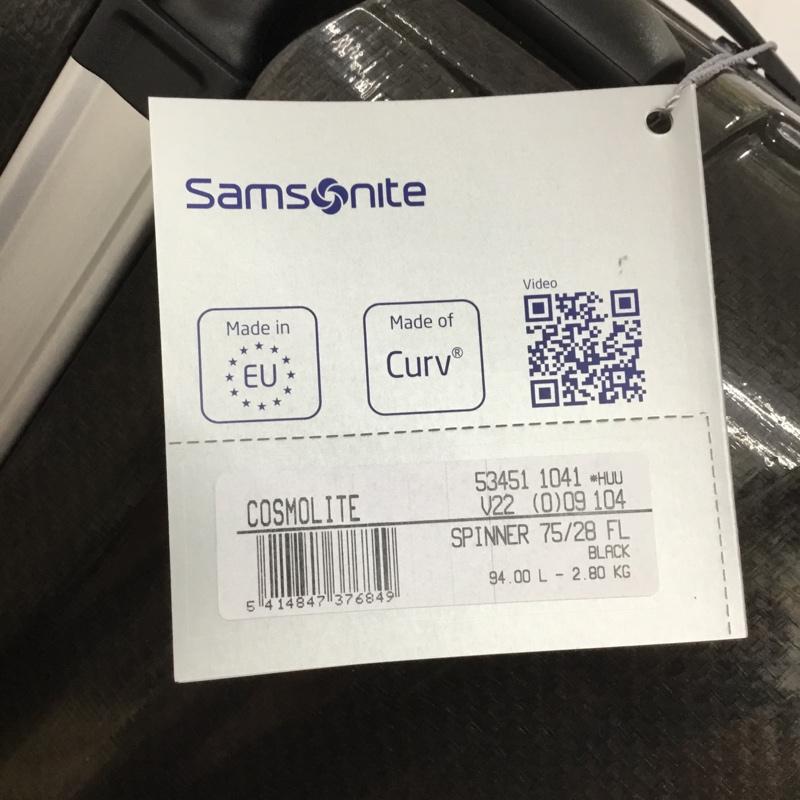 Samsonite
Made in
EU
Made of
Curv®
Video
53451 1041 *HUU
COSMOLITE
V22 (0)09 104
SPINNER 75/28 FL
BLACK
94.00 L - 2.80 KG
5 414847 376849